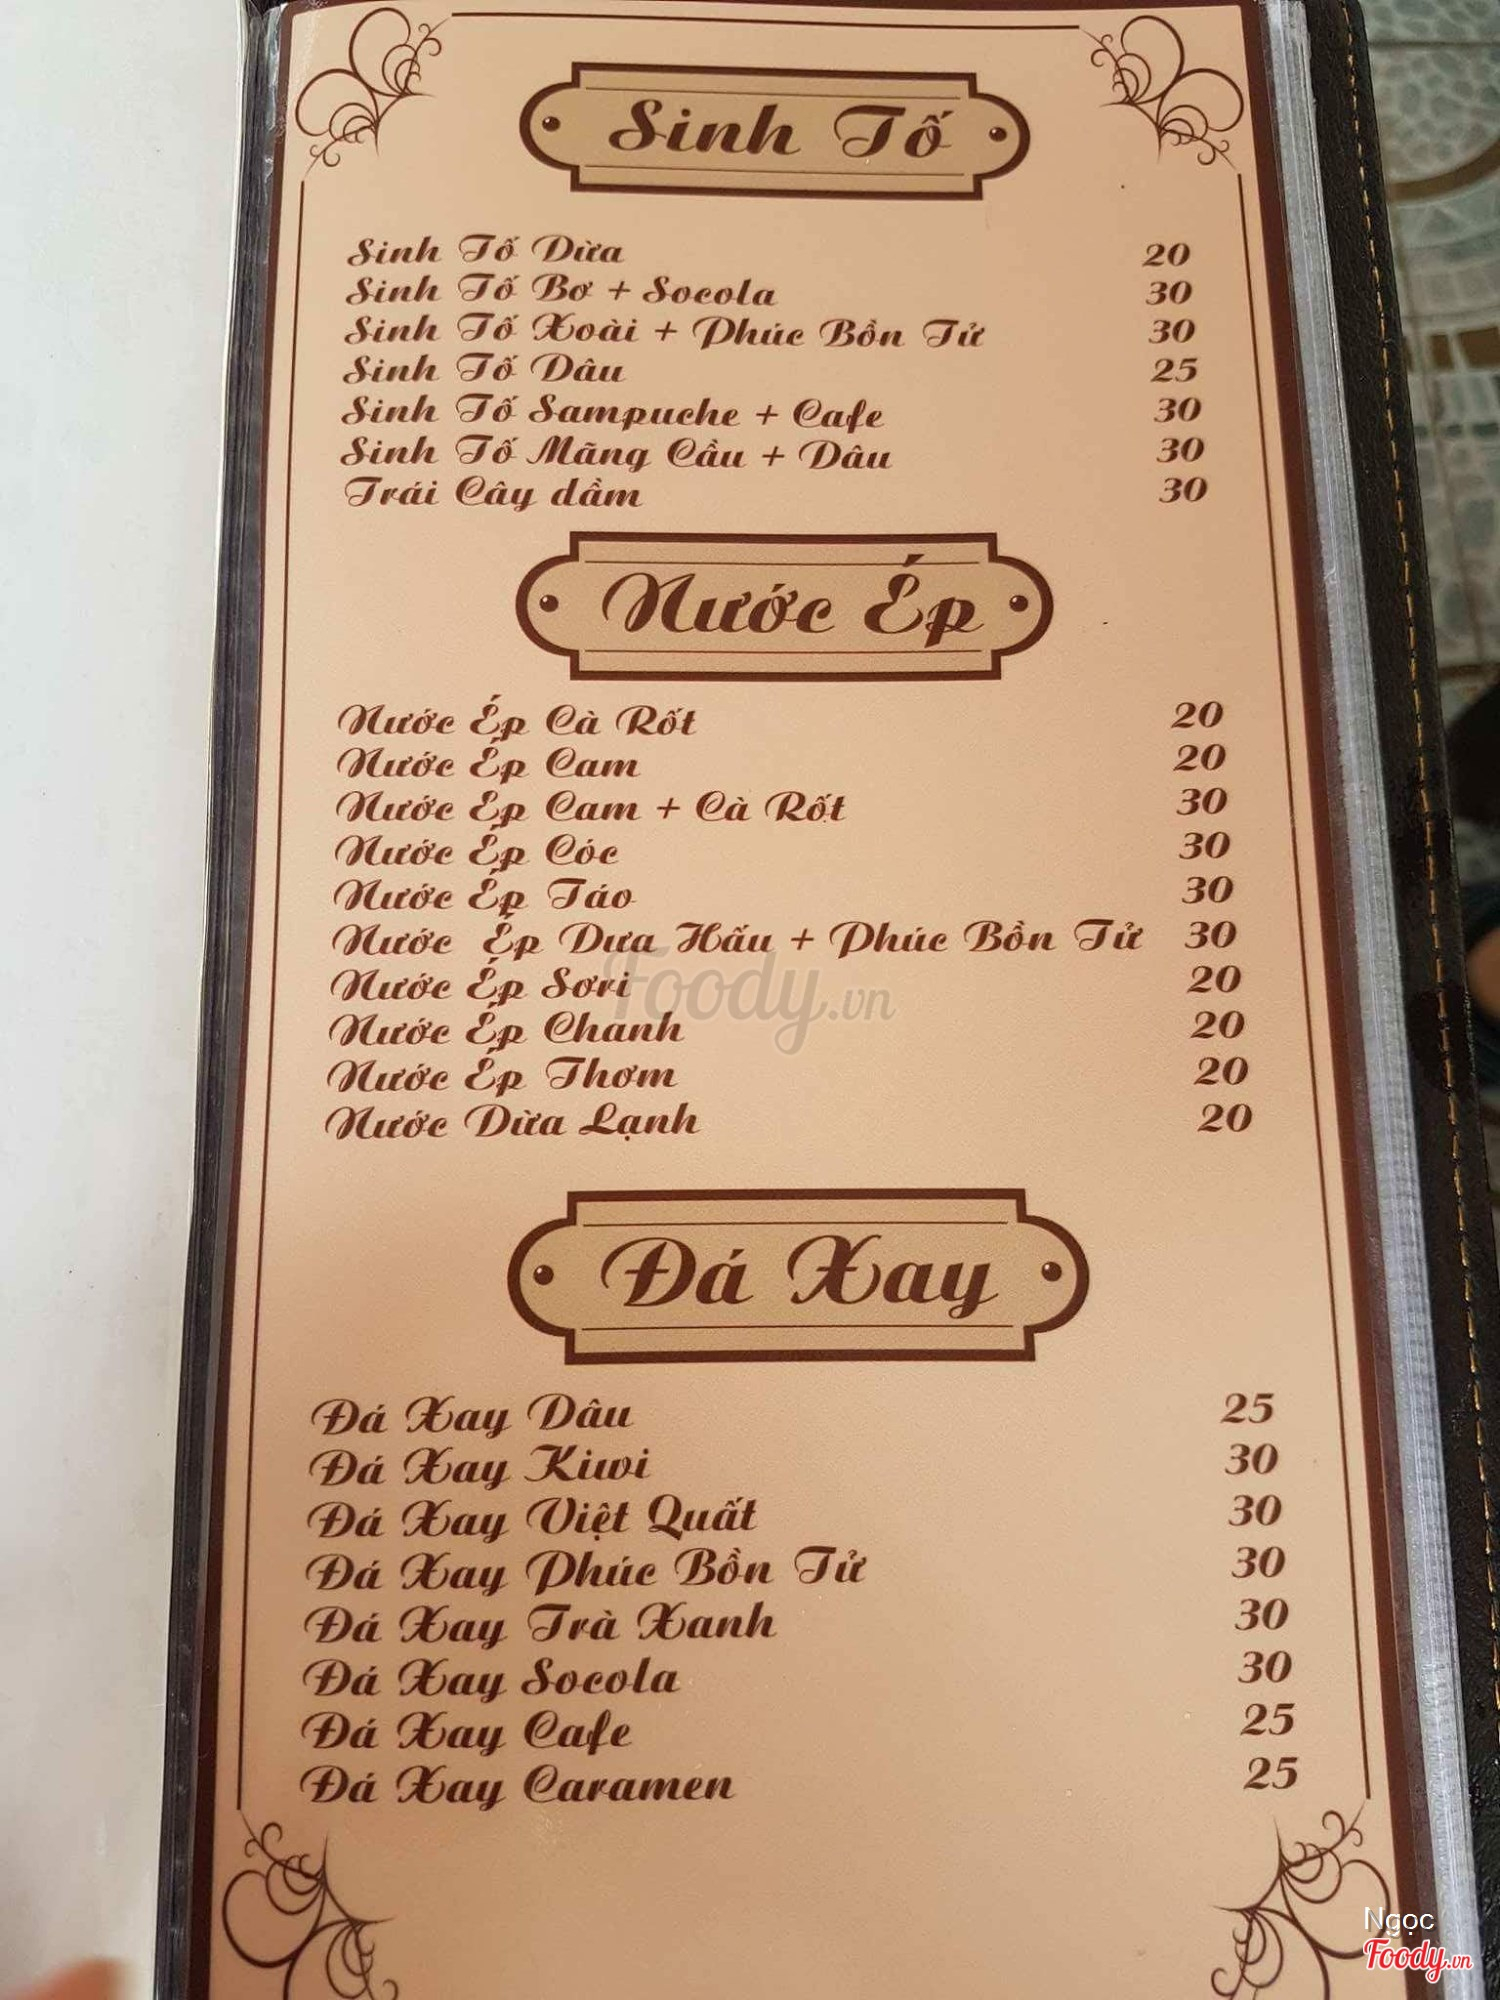 Sinh Tố
Sinh Tố Dừa 20
Sinh Tố Bơ + Socola 30
Sinh Tố Xoài + Phúc Bồn Tử 30
Sinh Tố Dâu 25
Sinh Tố Sampuche + Cafe 30
Sinh Tố Mãng Cầu + Dâu 30
Trái Cây dầm 30
Nước Ép
Nước Ép Cà Rốt 20
Nước Ép Cam 20
Nước Ép Cam + Cà Rốt 30
Nước Ép Cóc 30
Nước Ép Táo 30
Nước Ép Dưa Hấu + Phúc Bồn Tử 30
Nước Ép Sơri 20
Foody.vn
Nước Ép Chanh 20
Nước Ép Thơm 20
Nước Dừa Lạnh 20
Đá Xay
Đá Xay Dâu 25
Đá Xay Kiwi 30
Đá Xay Việt Quất 30
Đá Xay Phúc Bồn Tử 30
Đá Xay Trà Xanh 30
Đá Xay Socola 30
Đá Xay Cafe 25
Đá Xay Caramen 25
Ngọc
Foody.vn